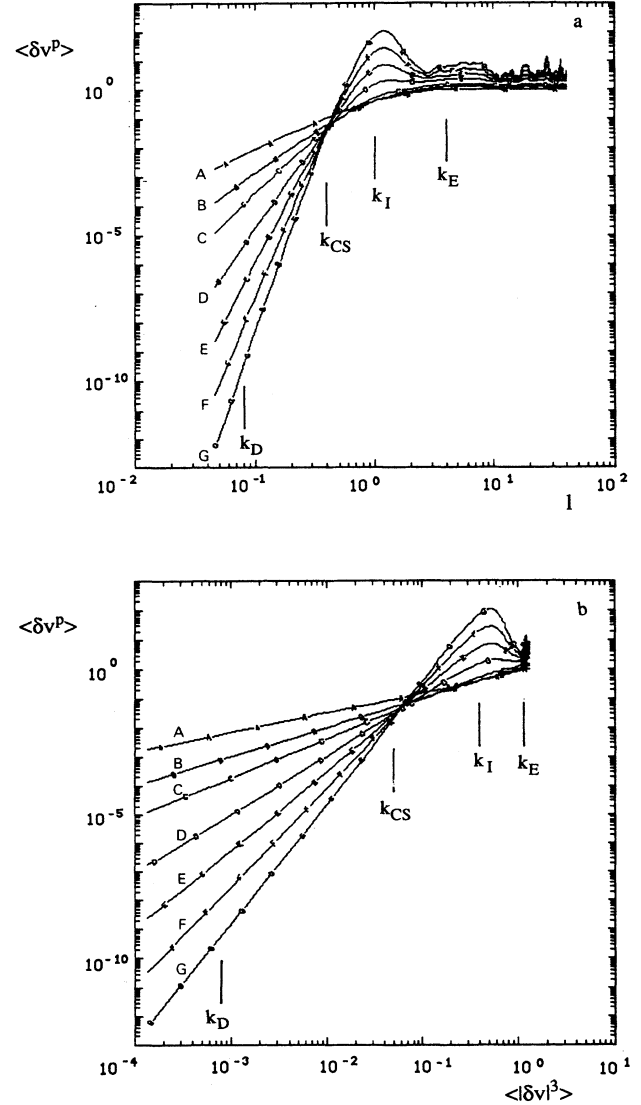 a
<δv^p>
10^0
10^-5
10^-10
A
B
C
D
E
F
G
k_D
k_CS
k_I
k_E
10^-2 10^-1 10^0 10^1 10^2
l
b
<δv^p>
10^0
10^-5
10^-10
A
B
C
D
E
F
G
k_D
k_CS
k_I
k_E
10^-4 10^-3 10^-2 10^-1 10^0 10^1
<|δv|^3>